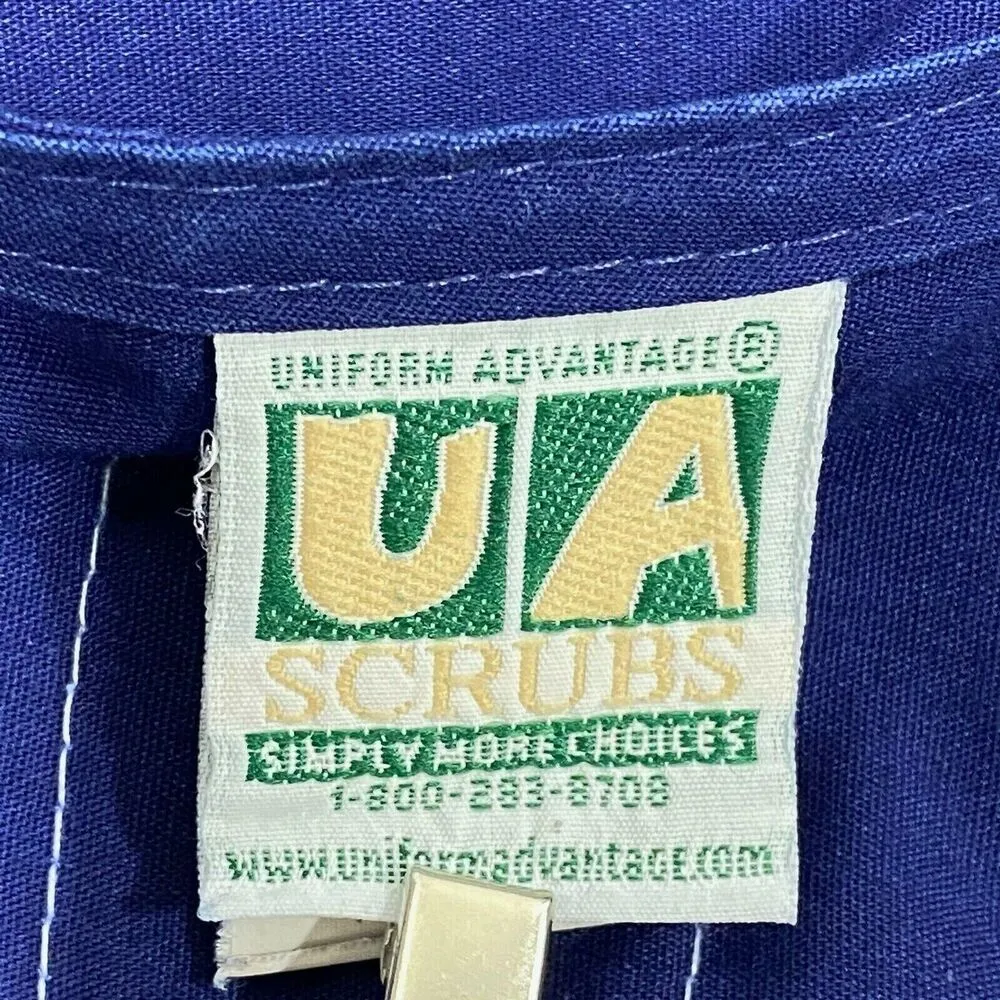 UNIFORM ADVANTAGE®
UA
SCRUBS
SIMPLY MORE CHOICES
1-800-283-8708
www.uniformadvantage.com